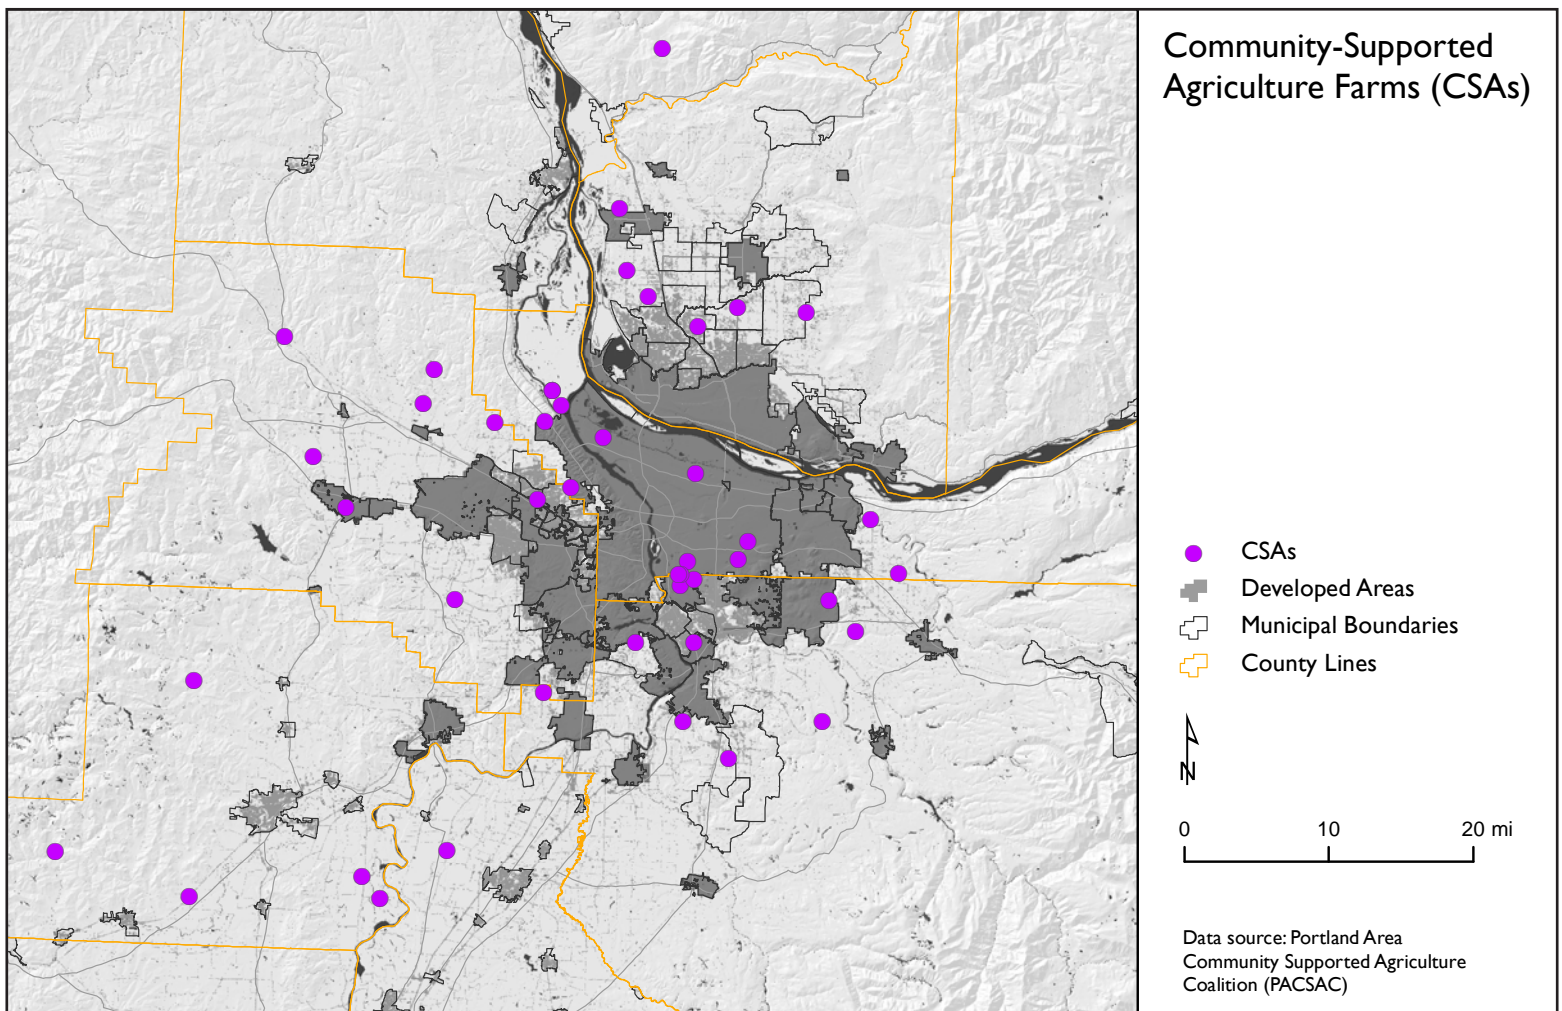 Community-Supported
Agriculture Farms (CSAs)
CSAs
Developed Areas
Municipal Boundaries
County Lines
N
0 10 20 mi
Data source: Portland Area
Community Supported Agriculture
Coalition (PACSAC)